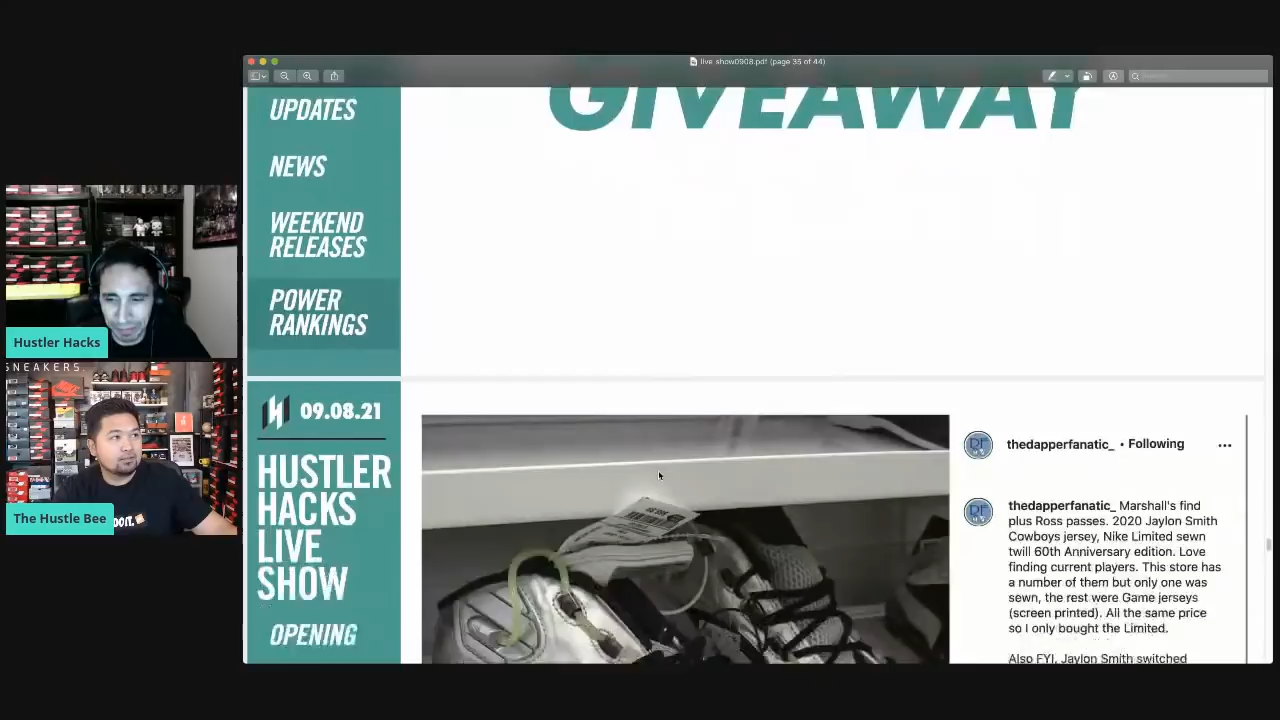 live show0908.pdf (page 35 of 44)
Search
GIVEAWAY
UPDATES
NEWS
WEEKEND
RELEASES
POWER
RANKINGS
Hustler Hacks
SNEAKERS
The Hustle Bee
09.08.21
HUSTLER
HACKS
LIVE
SHOW
OPENING
thedapperfanatic_ • Following
thedapperfanatic_ Marshall's find
plus Ross passes. 2020 Jaylon Smith
Cowboys jersey, Nike Limited sewn
twill 60th Anniversary edition. Love
finding current players. This store has
a number of them but only one was
sewn, the rest were Game jerseys
(screen printed). All the same price
so I only bought the Limited.
Also FYI, Jaylon Smith switched